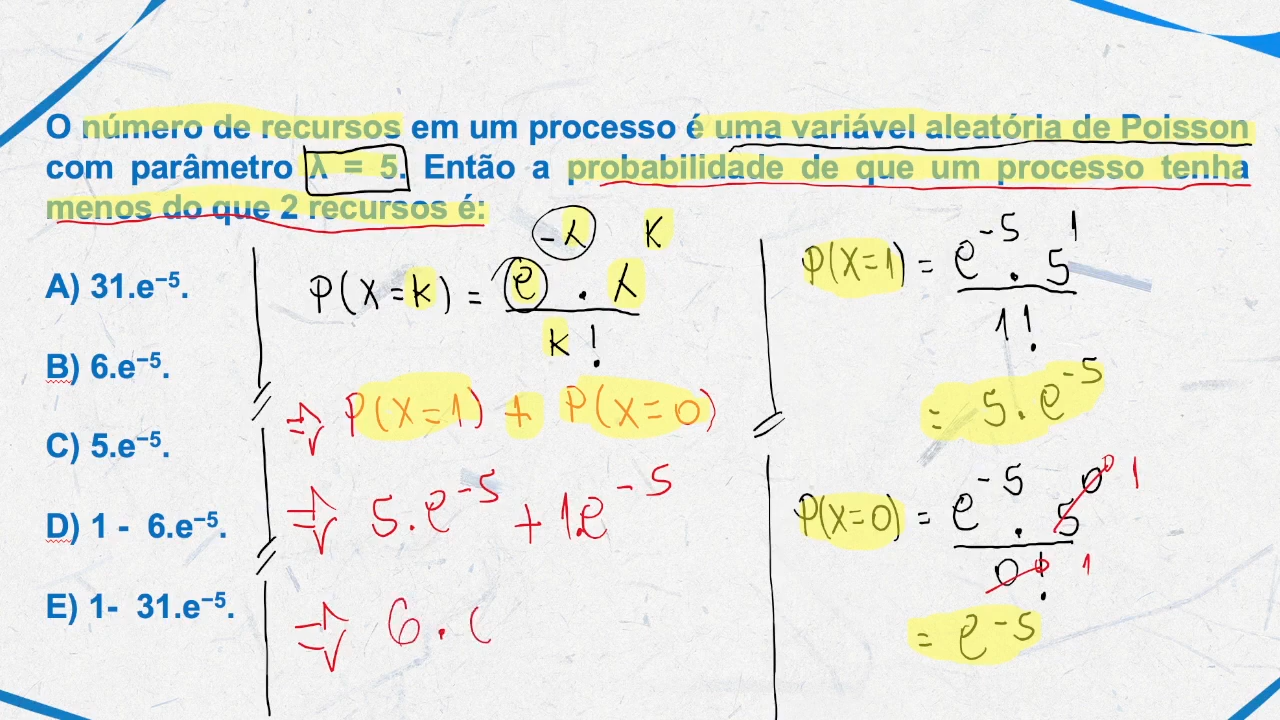 O número de recursos em um processo é uma variável aleatória de Poisson
com parâmetro λ = 5. Então a probabilidade de que um processo tenha
menos do que 2 recursos é:
A) 31.e⁻⁵.
B) 6.e⁻⁵.
C) 5.e⁻⁵.
D) 1 - 6.e⁻⁵.
E) 1- 31.e⁻⁵.
P(X=k) = e^-λ . λ^k / k!
⇒ P(X=1) + P(X=0)
⇒ 5.e⁻⁵ + 1e⁻⁵
⇒ 6.
P(X=1) = e⁻⁵ . 5¹ / 1!
= 5.e⁻⁵
P(X=0) = e⁻⁵ . 5⁰ 1 / 0! 1
= e⁻⁵